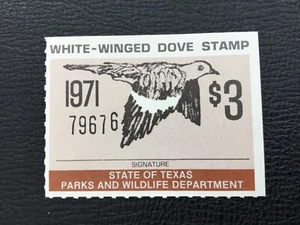 WHITE-WINGED DOVE STAMP
1971
$3
79676
SIGNATURE
STATE OF TEXAS
PARKS AND WILDLIFE DEPARTMENT